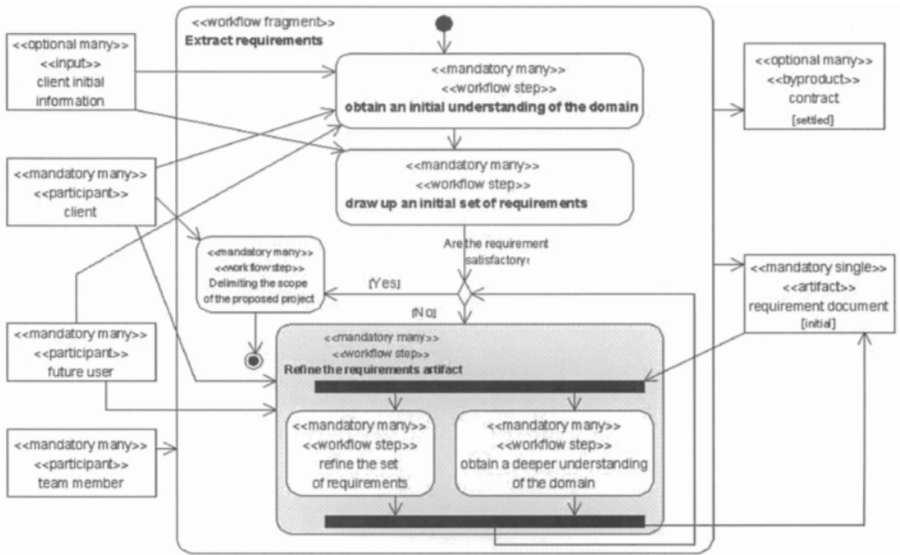 <<workflow fragment>>
Extract requirements
<<optional many>>
<<input>>
client initial
information
<<mandatory many>>
<<workflow step>>
obtain an initial understanding of the domain
<<optional many>>
<<byproduct>>
contract
[settled]
<<mandatory many>>
<<participant>>
client
<<mandatory many>>
<<workflow step>>
draw up an initial set of requirements
Are the requirement
satisfactory?
<<mandatory many>>
<<workflow step>>
Delimiting the scope
of the proposed project
[Yes]
[No]
<<mandatory single>>
<<artifact>>
requirement document
[initial]
<<mandatory many>>
<<participant>>
future user
<<mandatory many>>
<<workflow step>>
Refine the requirements artifact
<<mandatory many>>
<<workflow step>>
refine the set
of requirements
<<mandatory many>>
<<workflow step>>
obtain a deeper understanding
of the domain
<<mandatory many>>
<<participant>>
team member